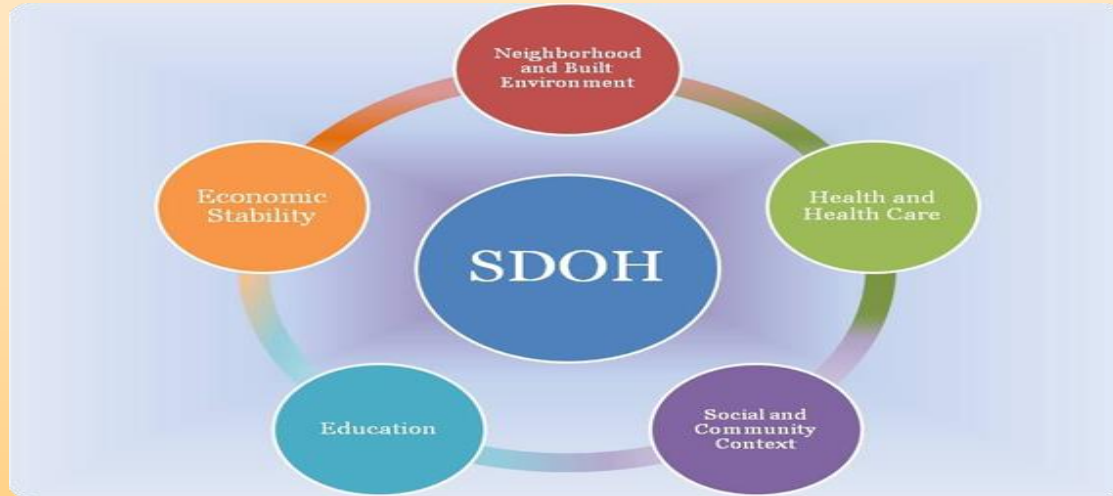 Neighborhood
and Built
Environment
Economic
Stability
Health and
Health Care
SDOH
Education
Social and
Community
Context